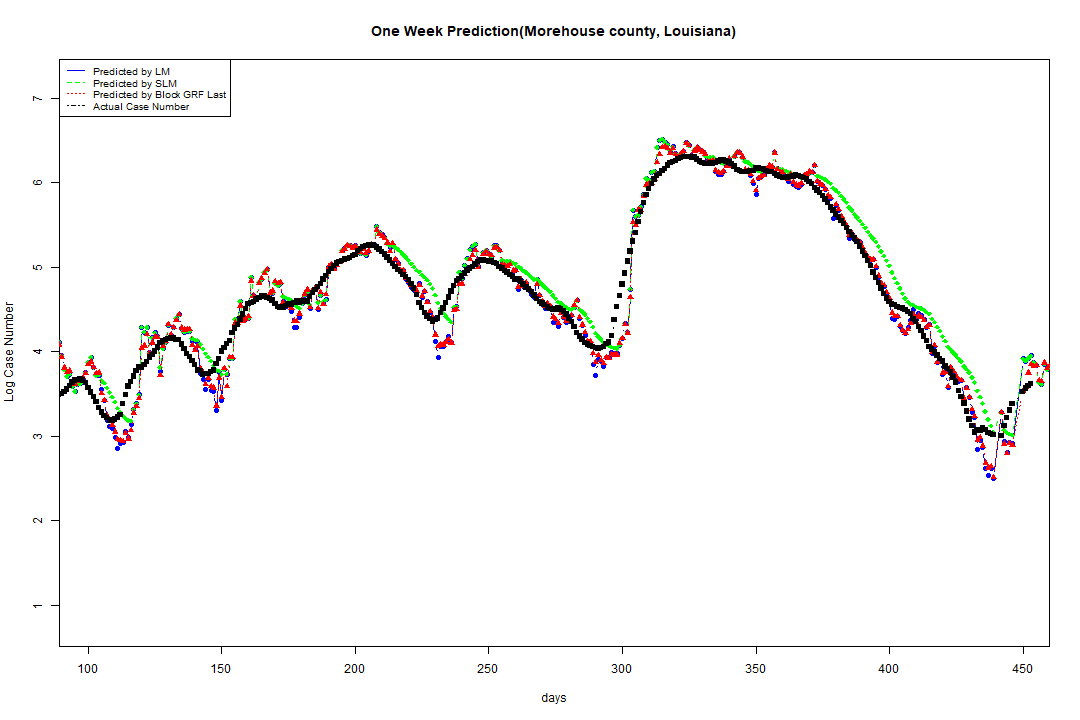 One Week Prediction(Morehouse county, Louisiana)
Predicted by LM
Predicted by SLM
Predicted by Block GRF Last
Actual Case Number
7
6
5
4
3
2
1
Log Case Number
100 150 200 250 300 350 400 450
days